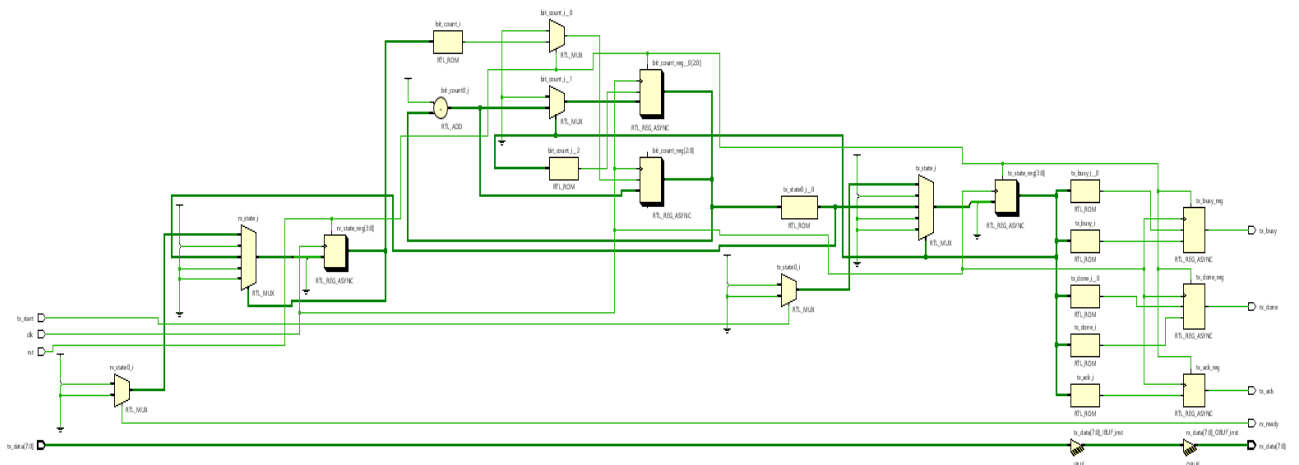 bit_count_i__0
bit_count_i
RTL_MUX
RTL_ROM
bit_count_reg__0[2:0]
bit_count_i__1
bit_count0_i
RTL_MUX
RTL_ADD
RTL_REG_ASYNC
bit_count_i__2
bit_count_reg[2:0]
RTL_ROM
tx_state_i
tx_state_reg[3:0]
tx_busy_i__0
tx_state0_i__0
RTL_ROM
tx_busy_reg
RTL_REG_ASYNC
RTL_ROM
rx_state_i
rx_state_reg[3:0]
RTL_REG_ASYNC
tx_busy_i
tx_busy
RTL_MUX
RTL_ROM
RTL_REG_ASYNC
tx_state0_i
tx_done_i__0
tx_done_reg
RTL_REG_ASYNC
RTL_MUX
RTL_MUX
RTL_ROM
tx_done
tx_start
clk
tx_done_i
RTL_REG_ASYNC
rst
RTL_ROM
rx_state0_i
tx_ack_i
tx_ack_reg
tx_ack
RTL_MUX
RTL_ROM
RTL_REG_ASYNC
rx_ready
tx_data[7:0]_IBUF_inst
rx_data[7:0]_OBUF_inst
tx_data[7:0]
rx_data[7:0]